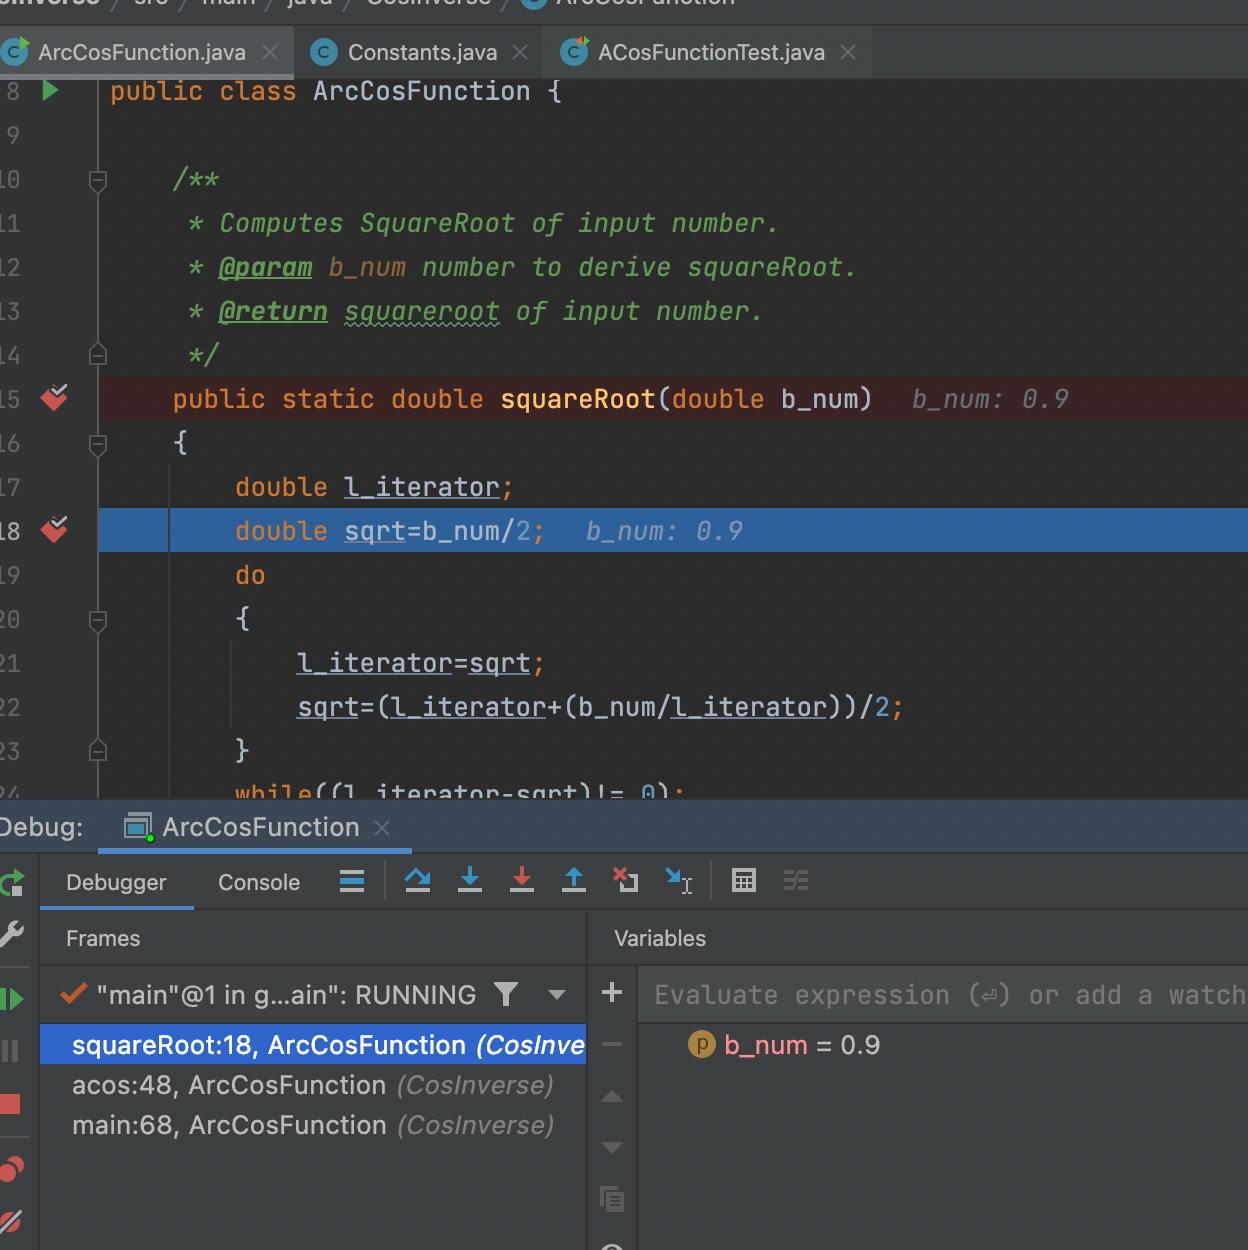 src / main / java / CosInverse / ArcCosFunction
ArcCosFunction.java Constants.java ACosFunctionTest.java
8 public class ArcCosFunction {
9
10 /**
11 * Computes SquareRoot of input number.
12 * @param b_num number to derive squareRoot.
13 * @return squareroot of input number.
14 */
15 public static double squareRoot(double b_num) b_num: 0.9
16 {
17 double l_iterator;
18 double sqrt=b_num/2; b_num: 0.9
19 do
20 {
21 l_iterator=sqrt;
22 sqrt=(l_iterator+(b_num/l_iterator))/2;
23 }
24 while((l_iterator-sqrt)!= 0);
Debug: ArcCosFunction
Debugger Console
Frames Variables
"main"@1 in g...ain": RUNNING Evaluate expression (⏎) or add a watch
squareRoot:18, ArcCosFunction (CosInve p b_num = 0.9
acos:48, ArcCosFunction (CosInverse)
main:68, ArcCosFunction (CosInverse)